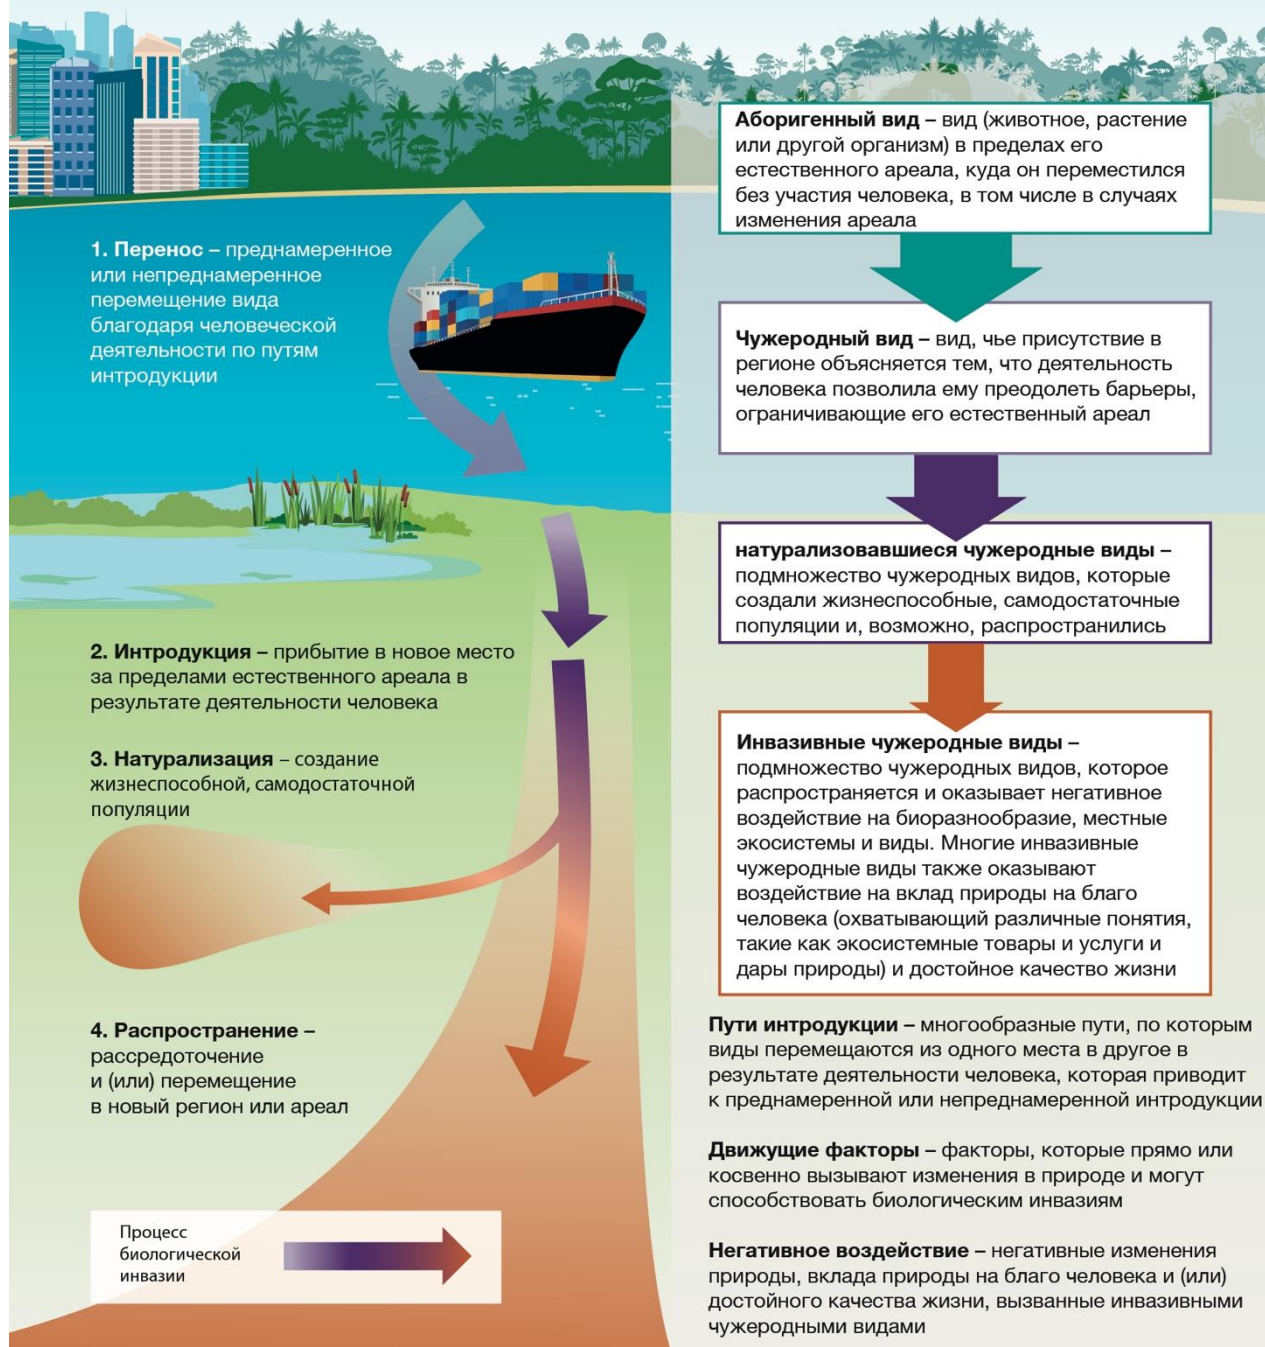 1. Перенос – преднамеренное
или непреднамеренное
перемещение вида
благодаря человеческой
деятельности по путям
интродукции
2. Интродукция – прибытие в новое место
за пределами естественного ареала в
результате деятельности человека
3. Натурализация – создание
жизнеспособной, самодостаточной
популяции
4. Распространение –
рассредоточение
и (или) перемещение
в новый регион или ареал
Процесс
биологической
инвазии
Аборигенный вид – вид (животное, растение
или другой организм) в пределах его
естественного ареала, куда он переместился
без участия человека, в том числе в случаях
изменения ареала
Чужеродный вид – вид, чье присутствие в
регионе объясняется тем, что деятельность
человека позволила ему преодолеть барьеры,
ограничивающие его естественный ареал
натурализовавшиеся чужеродные виды –
подмножество чужеродных видов, которые
создали жизнеспособные, самодостаточные
популяции и, возможно, распространились
Инвазивные чужеродные виды –
подмножество чужеродных видов, которое
распространяется и оказывает негативное
воздействие на биоразнообразие, местные
экосистемы и виды. Многие инвазивные
чужеродные виды также оказывают
воздействие на вклад природы на благо
человека (охватывающий различные понятия,
такие как экосистемные товары и услуги и
дары природы) и достойное качество жизни
Пути интродукции – многообразные пути, по которым
виды перемещаются из одного места в другое в
результате деятельности человека, которая приводит
к преднамеренной или непреднамеренной интродукции
Движущие факторы – факторы, которые прямо или
косвенно вызывают изменения в природе и могут
способствовать биологическим инвазиям
Негативное воздействие – негативные изменения
природы, вклада природы на благо человека и (или)
достойного качества жизни, вызванные инвазивными
чужеродными видами